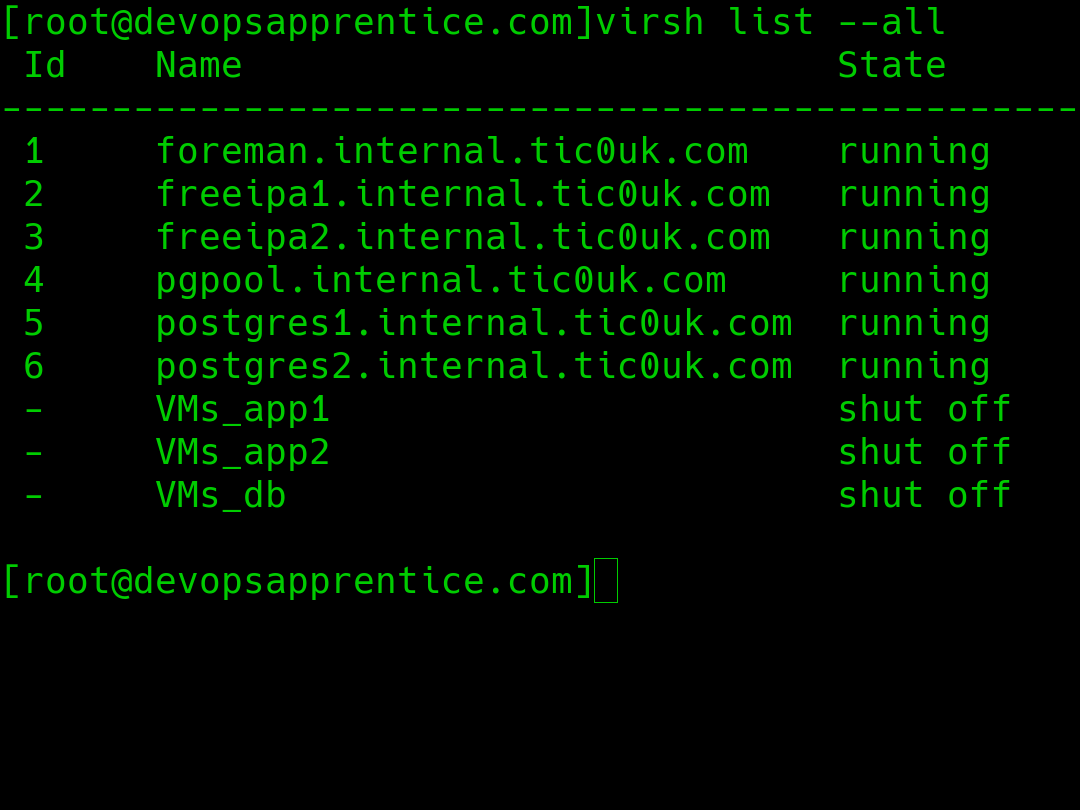 [root@devopsapprentice.com]virsh list --all
 Id    Name                           State
-------------------------------------------------
 1     foreman.internal.tic0uk.com    running
 2     freeipa1.internal.tic0uk.com   running
 3     freeipa2.internal.tic0uk.com   running
 4     pgpool.internal.tic0uk.com     running
 5     postgres1.internal.tic0uk.com  running
 6     postgres2.internal.tic0uk.com  running
 -     VMs_app1                       shut off
 -     VMs_app2                       shut off
 -     VMs_db                         shut off

[root@devopsapprentice.com]